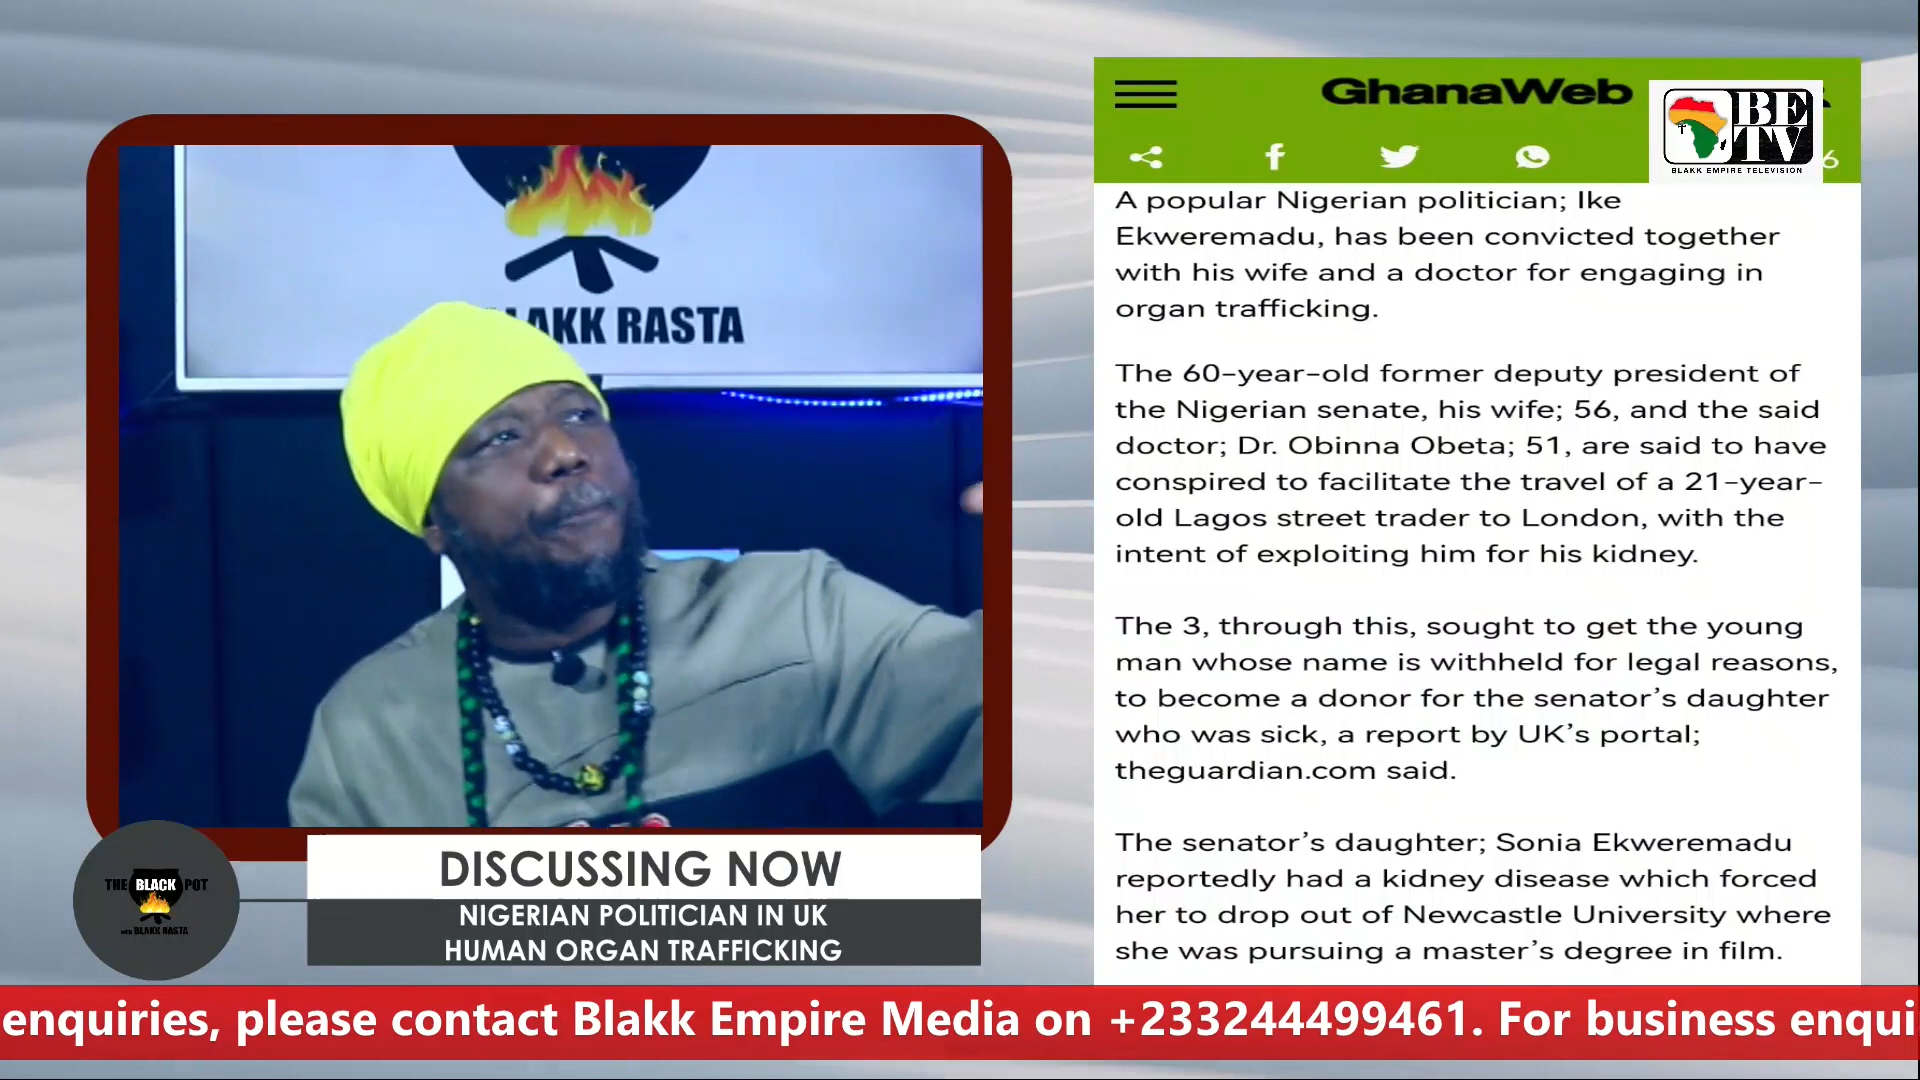 GhanaWeb
BE
TV
BLAKK EMPIRE TELEVISION
6
AKK RASTA
A popular Nigerian politician; Ike
Ekweremadu, has been convicted together
with his wife and a doctor for engaging in
organ trafficking.
The 60-year-old former deputy president of
the Nigerian senate, his wife; 56, and the said
doctor; Dr. Obinna Obeta; 51, are said to have
conspired to facilitate the travel of a 21-year-
old Lagos street trader to London, with the
intent of exploiting him for his kidney.
The 3, through this, sought to get the young
man whose name is withheld for legal reasons,
to become a donor for the senator's daughter
who was sick, a report by UK's portal;
theguardian.com said.
The senator's daughter; Sonia Ekweremadu
reportedly had a kidney disease which forced
her to drop out of Newcastle University where
she was pursuing a master's degree in film.
THE BLACK POT
with BLAKK RASTA
DISCUSSING NOW
NIGERIAN POLITICIAN IN UK
HUMAN ORGAN TRAFFICKING
enquiries, please contact Blakk Empire Media on +233244499461. For business enqui